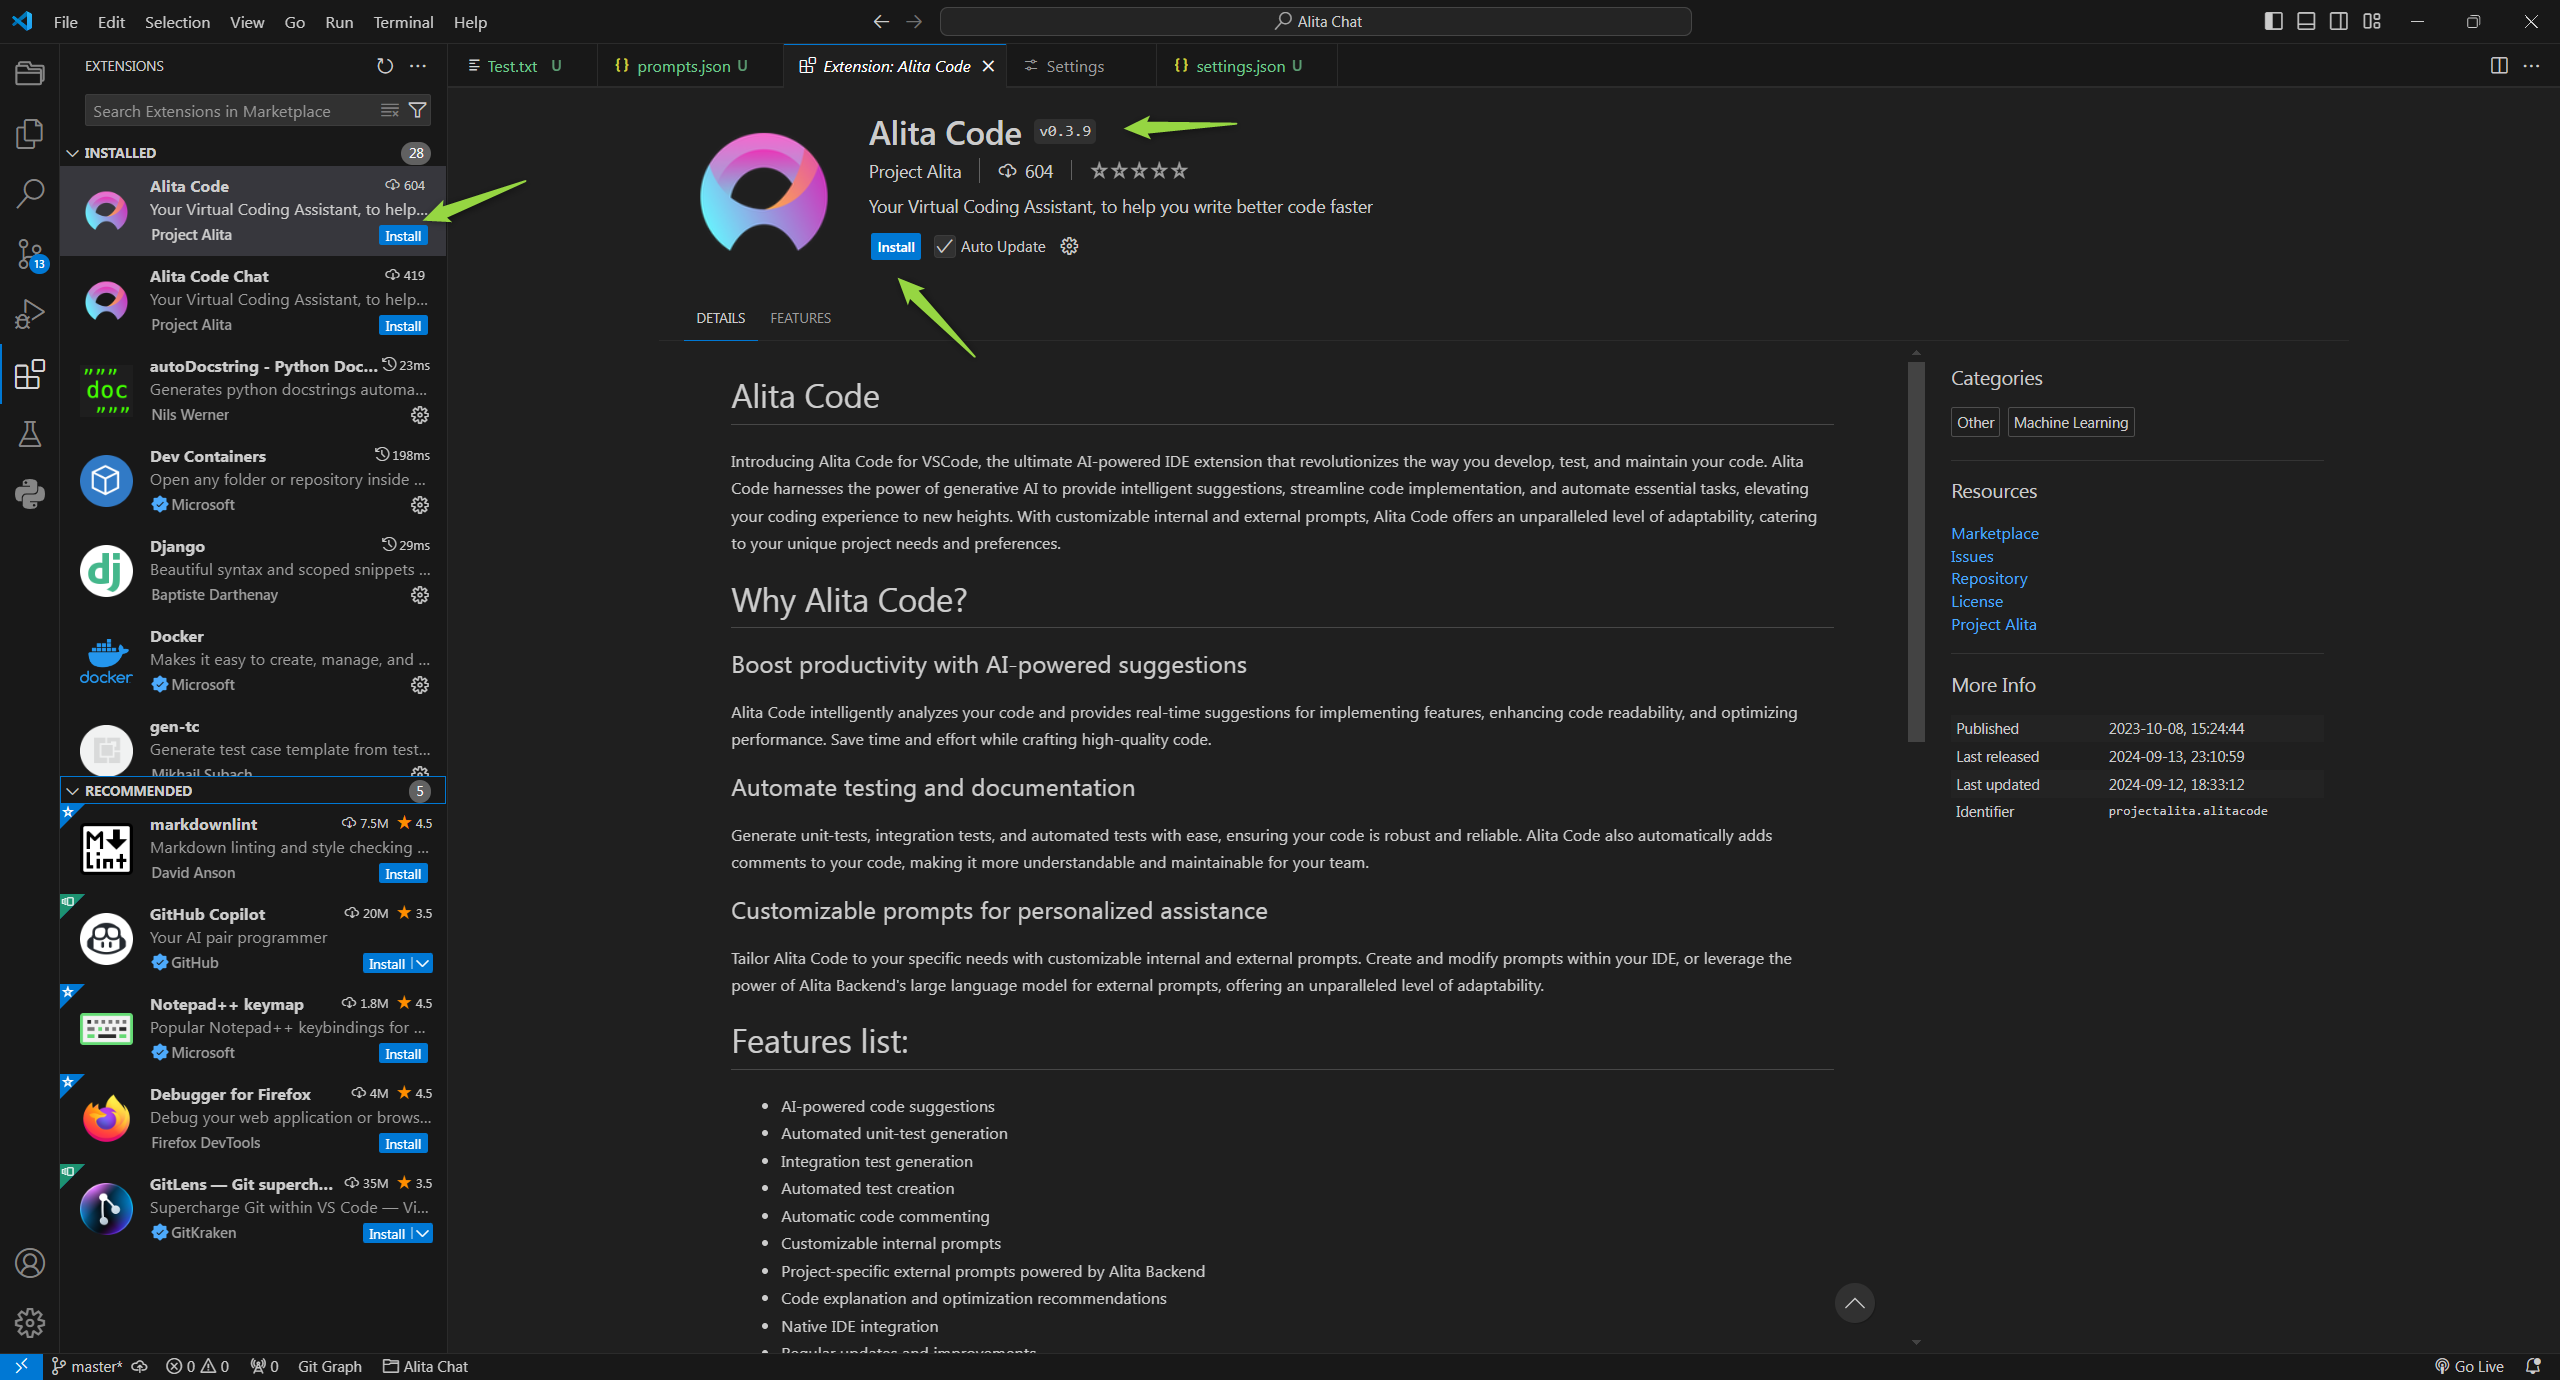 File Edit Selection View Go Run Terminal Help
Alita Chat
EXTENSIONS
Search Extensions in Marketplace
INSTALLED 28
Alita Code 604
Your Virtual Coding Assistant, to help...
Project Alita Install
Alita Code Chat 419
Your Virtual Coding Assistant, to help...
Project Alita Install
""" doc """
autoDocstring - Python Doc... 23ms
Generates python docstrings automa...
Nils Werner
Dev Containers 198ms
Open any folder or repository inside ...
Microsoft
dj
Django 29ms
Beautiful syntax and scoped snippets ...
Baptiste Darthenay
docker
Docker
Makes it easy to create, manage, and ...
Microsoft
gen-tc
Generate test case template from test...
Mikhail Subach
RECOMMENDED 5
M Lint
markdownlint 7.5M 4.5
Markdown linting and style checking ...
David Anson Install
GitHub Copilot 20M 3.5
Your AI pair programmer
GitHub Install
Notepad++ keymap 1.8M 4.5
Popular Notepad++ keybindings for ...
Microsoft Install
Debugger for Firefox 4M 4.5
Debug your web application or brows...
Firefox DevTools Install
GitLens — Git superch... 35M 3.5
Supercharge Git within VS Code — Vi...
GitKraken Install
13
Test.txt U {} prompts.json U Extension: Alita Code Settings {} settings.json U
Alita Code v0.3.9
Project Alita 604
Your Virtual Coding Assistant, to help you write better code faster
Install Auto Update
DETAILS FEATURES
Alita Code
Introducing Alita Code for VSCode, the ultimate AI-powered IDE extension that revolutionizes the way you develop, test, and maintain your code. Alita
Code harnesses the power of generative AI to provide intelligent suggestions, streamline code implementation, and automate essential tasks, elevating
your coding experience to new heights. With customizable internal and external prompts, Alita Code offers an unparalleled level of adaptability, catering
to your unique project needs and preferences.
Why Alita Code?
Boost productivity with AI-powered suggestions
Alita Code intelligently analyzes your code and provides real-time suggestions for implementing features, enhancing code readability, and optimizing
performance. Save time and effort while crafting high-quality code.
Automate testing and documentation
Generate unit-tests, integration tests, and automated tests with ease, ensuring your code is robust and reliable. Alita Code also automatically adds
comments to your code, making it more understandable and maintainable for your team.
Customizable prompts for personalized assistance
Tailor Alita Code to your specific needs with customizable internal and external prompts. Create and modify prompts within your IDE, or leverage the
power of Alita Backend's large language model for external prompts, offering an unparalleled level of adaptability.
Features list:
• AI-powered code suggestions
• Automated unit-test generation
• Integration test generation
• Automated test creation
• Automatic code commenting
• Customizable internal prompts
• Project-specific external prompts powered by Alita Backend
• Code explanation and optimization recommendations
• Native IDE integration
• Regular updates and improvements
Categories
Other Machine Learning
Resources
Marketplace
Issues
Repository
License
Project Alita
More Info
Published 2023-10-08, 15:24:44
Last released 2024-09-13, 23:10:59
Last updated 2024-09-12, 18:33:12
Identifier projectalita.alitacode
master* 0 0 0 Git Graph Alita Chat Go Live